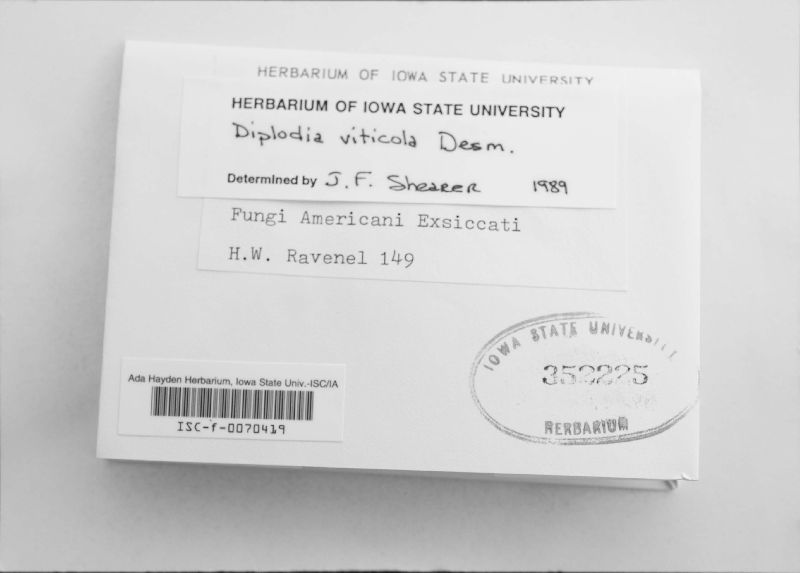 HERBARIUM OF IOWA STATE UNIVERSITY
HERBARIUM OF IOWA STATE UNIVERSITY
Diplodia viticola Desm.
Determined by J. F. Shearer 1989
Fungi Americani Exsiccati
H.W. Ravenel 149
IOWA STATE UNIVERSITY
352225
HERBARIUM
Ada Hayden Herbarium, Iowa State Univ.-ISC/IA
ISC-f-0070419